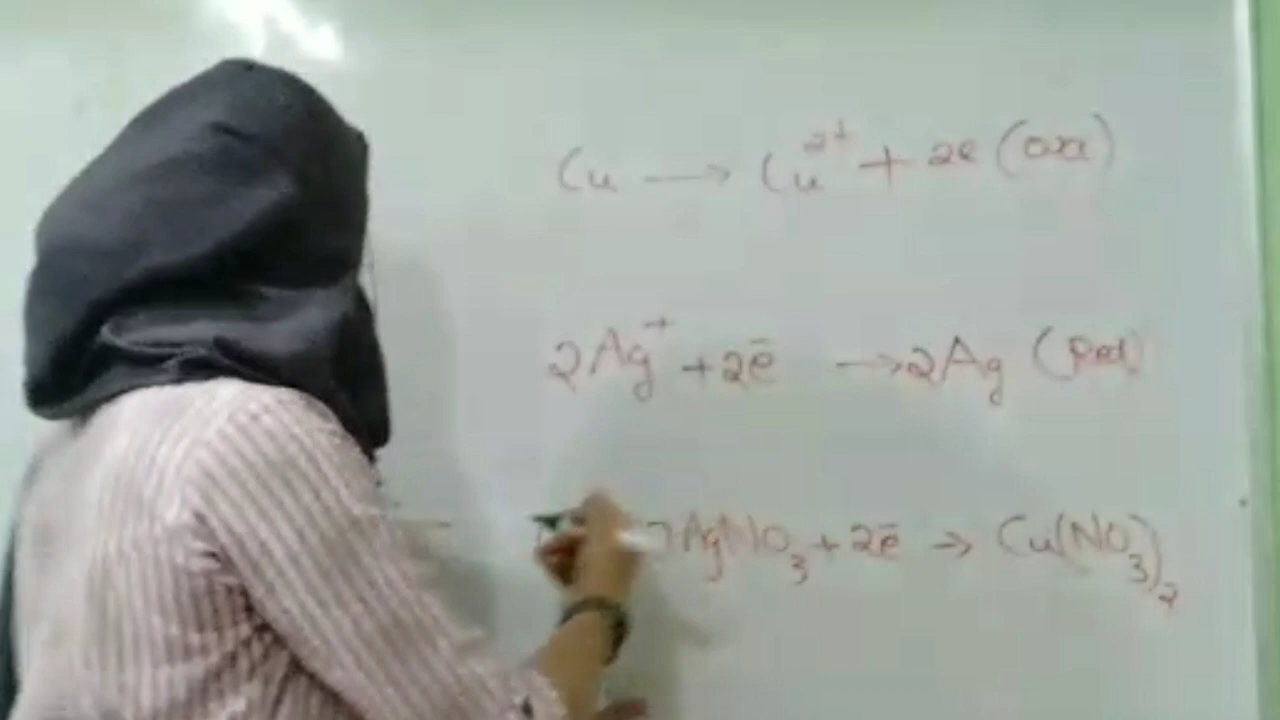 Cu → Cu²⁺ + 2e (oxi)
2Ag⁺ + 2ē → 2Ag (Red)
2AgNO₃ + 2ē → Cu(NO₃)₂